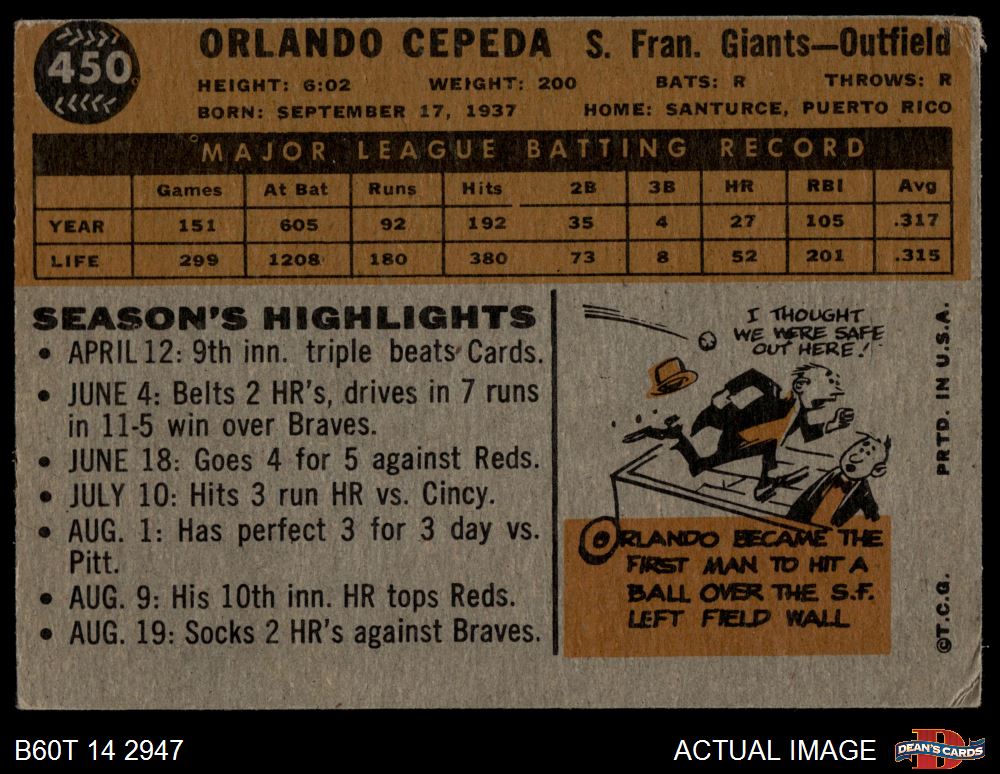 450
ORLANDO CEPEDA S. Fran. Giants—Outfield
HEIGHT: 6:02 WEIGHT: 200 BATS: R THROWS: R
BORN: SEPTEMBER 17, 1937 HOME: SANTURCE, PUERTO RICO
MAJOR LEAGUE BATTING RECORD
Games At Bat Runs Hits 2B 3B HR RBI Avg
YEAR 151 605 92 192 35 4 27 105 .317
LIFE 299 1208 180 380 73 8 52 201 .315
SEASON'S HIGHLIGHTS
• APRIL 12: 9th inn. triple beats Cards.
• JUNE 4: Belts 2 HR's, drives in 7 runs
in 11-5 win over Braves.
• JUNE 18: Goes 4 for 5 against Reds.
• JULY 10: Hits 3 run HR vs. Cincy.
• AUG. 1: Has perfect 3 for 3 day vs.
Pitt.
• AUG. 9: His 10th inn. HR tops Reds.
• AUG. 19: Socks 2 HR's against Braves.
I THOUGHT
WE WERE SAFE
OUT HERE!
ORLANDO BECAME THE
FIRST MAN TO HIT A
BALL OVER THE S.F.
LEFT FIELD WALL
©T.C.G. PRTD. IN U.S.A.
B60T 14 2947
ACTUAL IMAGE
DEAN'S CARDS